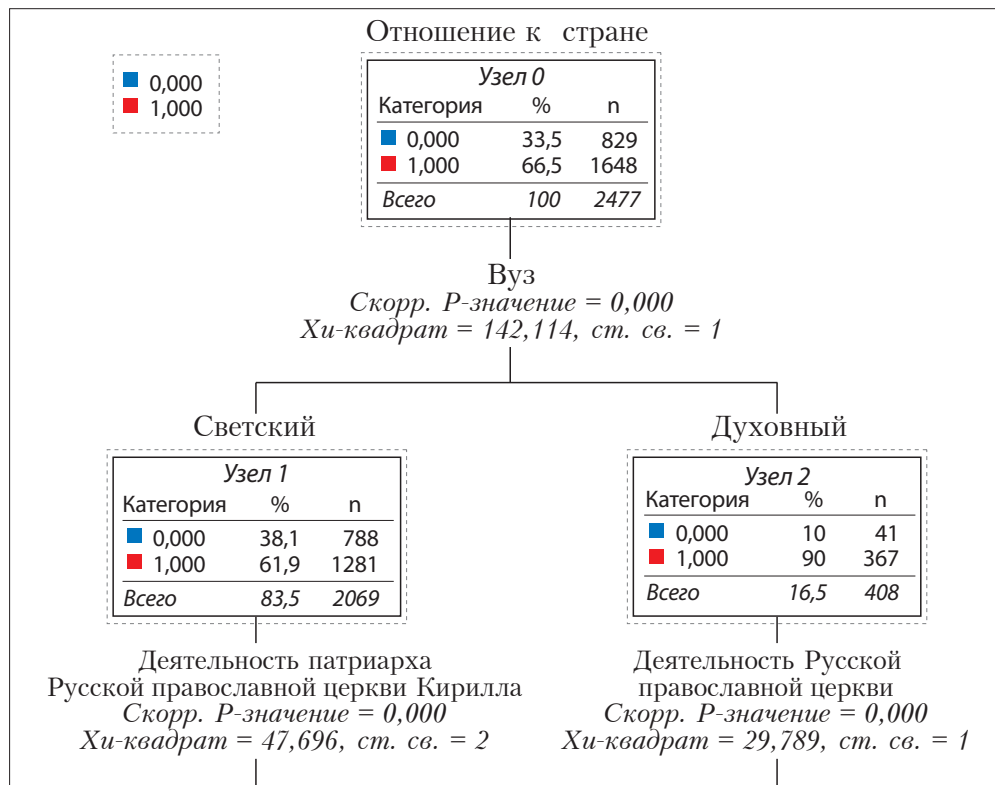 Отношение к стране
0,000
1,000
Узел 0
Категория % n
0,000 33,5 829
1,000 66,5 1648
Всего 100 2477
Вуз
Скорр. P-значение = 0,000
Хи-квадрат = 142,114, ст. св. = 1
Светский
Узел 1
Категория % n
0,000 38,1 788
1,000 61,9 1281
Всего 83,5 2069
Деятельность патриарха
Русской православной церкви Кирилла
Скорр. P-значение = 0,000
Хи-квадрат = 47,696, ст. св. = 2
Духовный
Узел 2
Категория % n
0,000 10 41
1,000 90 367
Всего 16,5 408
Деятельность Русской
православной церкви
Скорр. P-значение = 0,000
Хи-квадрат = 29,789, ст. св. = 1